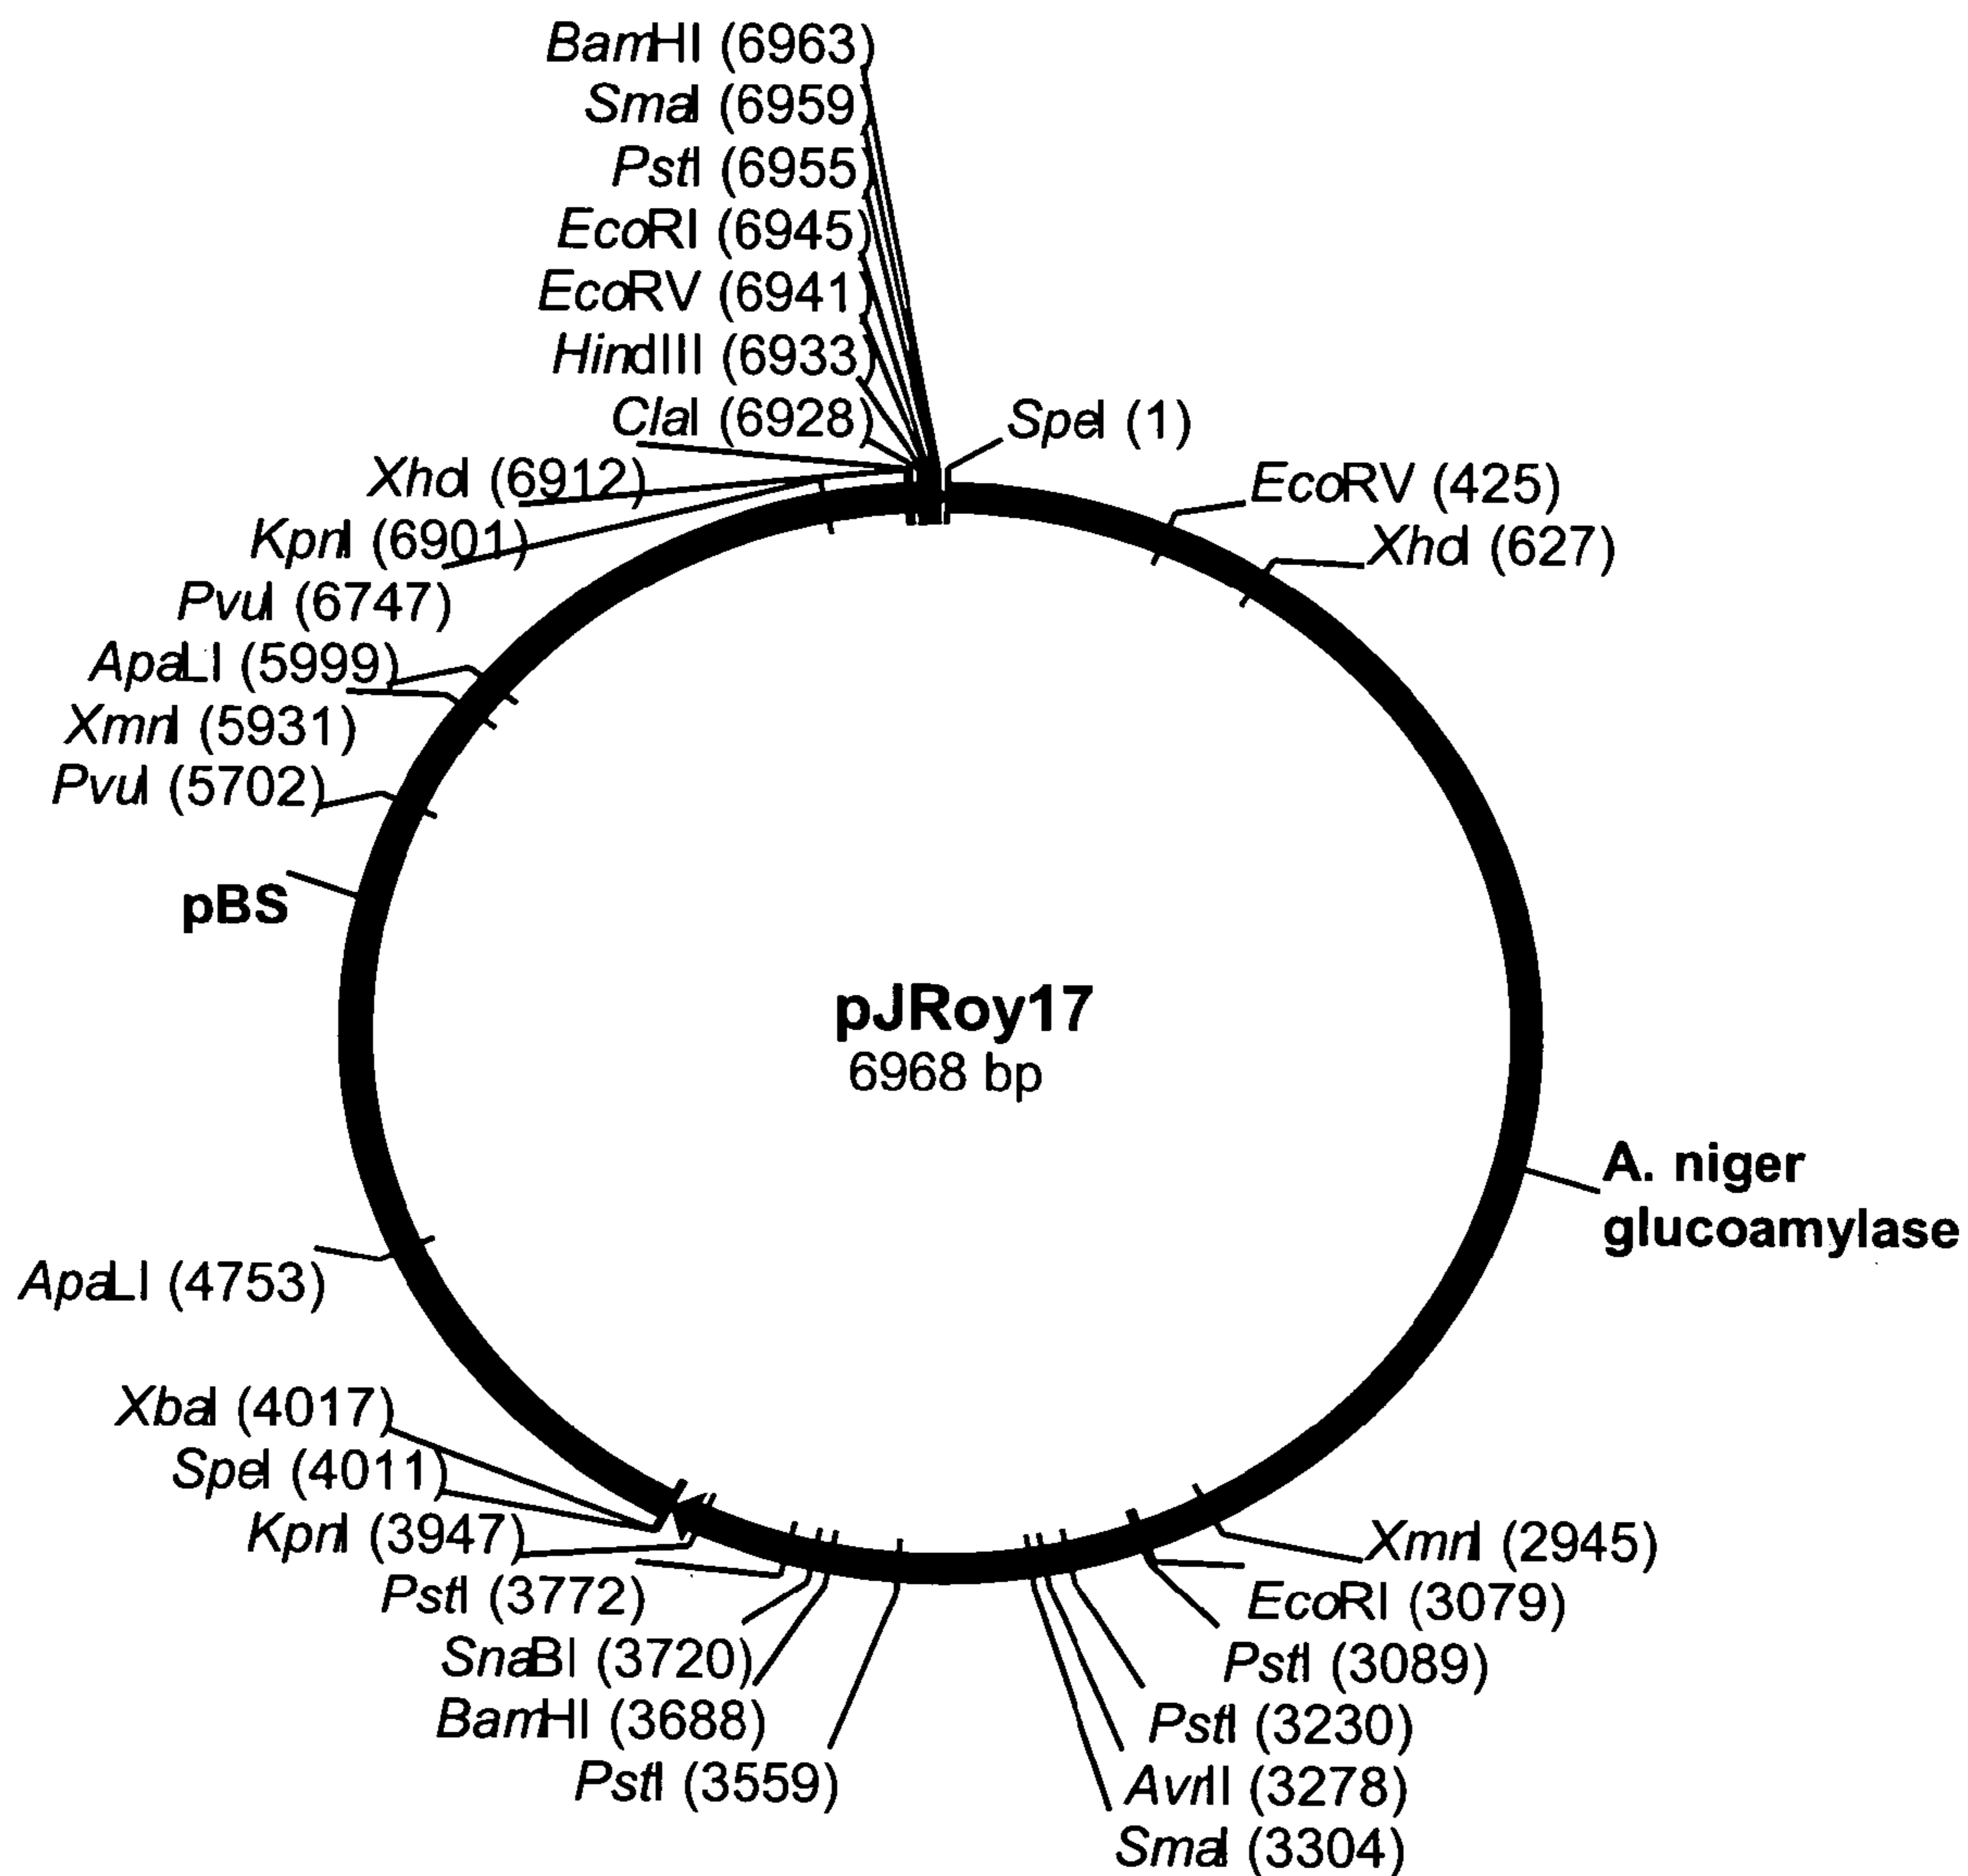 BamHI (6963)
SmaI (6959)
PstI (6955)
EcoRI (6945)
EcoRV (6941)
HindIII (6933)
ClaI (6928)
SpeI (1)
XhoI (6912)
EcoRV (425)
KpnI (6901)
XhoI (627)
PvuI (6747)
ApaLI (5999)
XmnI (5931)
PvuI (5702)
pBS
pJRoy17
6968 bp
A. niger
glucoamylase
ApaLI (4753)
XbaI (4017)
SpeI (4011)
KpnI (3947)
XmnI (2945)
PstI (3772)
EcoRI (3079)
SnaBI (3720)
PstI (3089)
BamHI (3688)
PstI (3230)
PstI (3559)
AvrII (3278)
SmaI (3304)